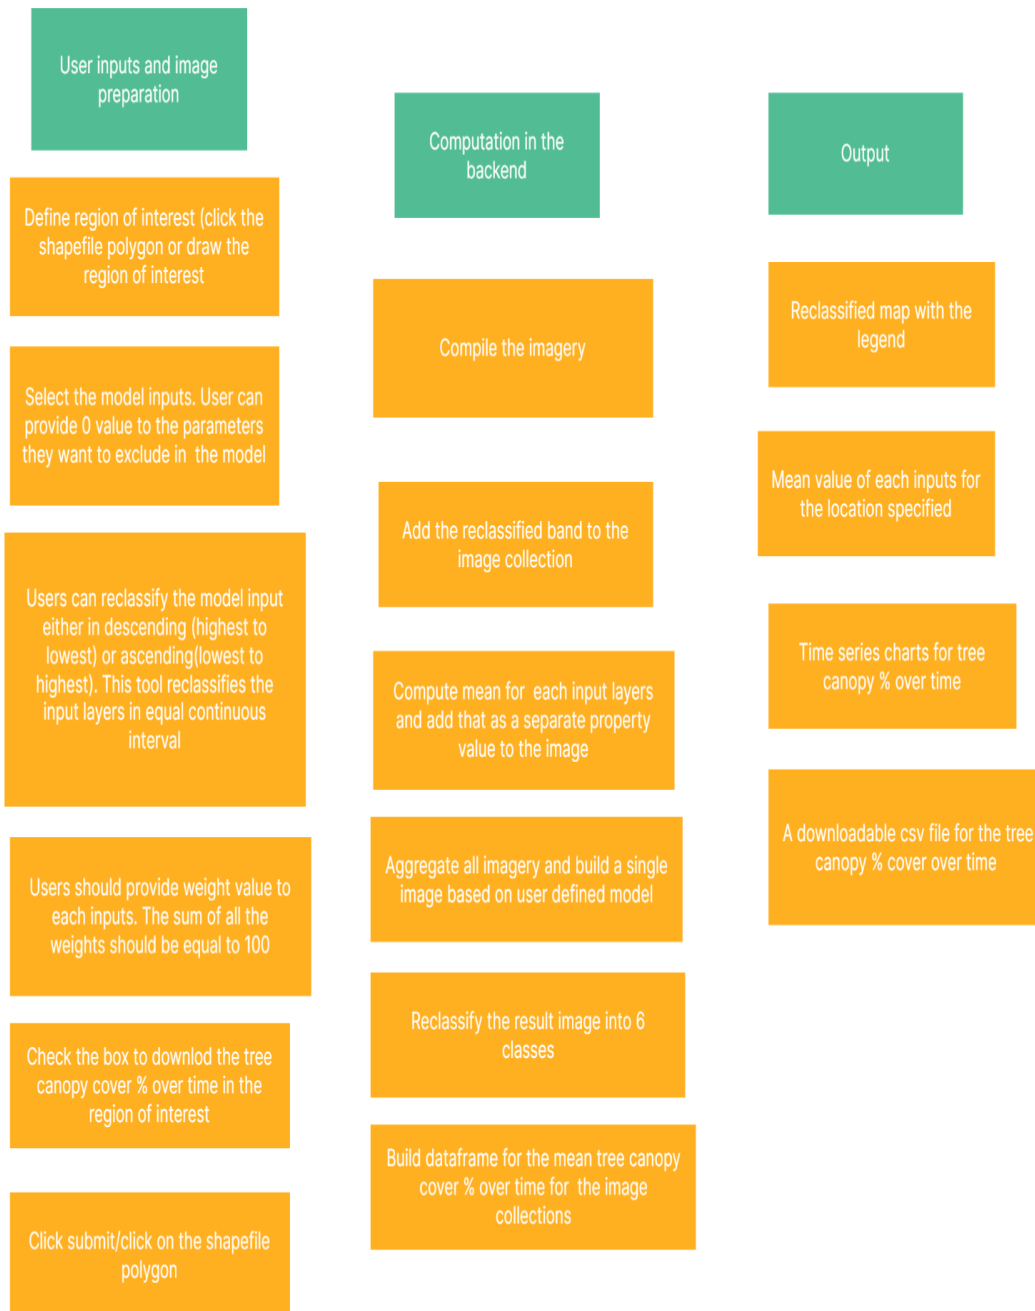 User inputs and image
preparation
Define region of interest (click the
shapefile polygon or draw the
region of interest
Select the model inputs. User can
provide 0 value to the parameters
they want to exclude in  the model
Users can reclassify the model input
either in descending (highest to
lowest) or ascending(lowest to
highest). This tool reclassifies the
input layers in equal continuous
interval
Users should provide weight value to
each inputs. The sum of all the
weights should be equal to 100
Check the box to downlod the tree
canopy cover % over time in the
region of interest
Click submit/click on the shapefile
polygon
Computation in the
backend
Compile the imagery
Add the reclassified band to the
image collection
Compute mean for  each input layers
and add that as a separate property
value to the image
Aggregate all imagery and build a single
image based on user defined model
Reclassify the result image into 6
classes
Build dataframe for the mean tree canopy
cover % over time for  the image
collections
Output
Reclassified map with the
legend
Mean value of each inputs for
the location specified
Time series charts for tree
canopy % over time
A downloadable csv file for the tree
canopy % cover over time